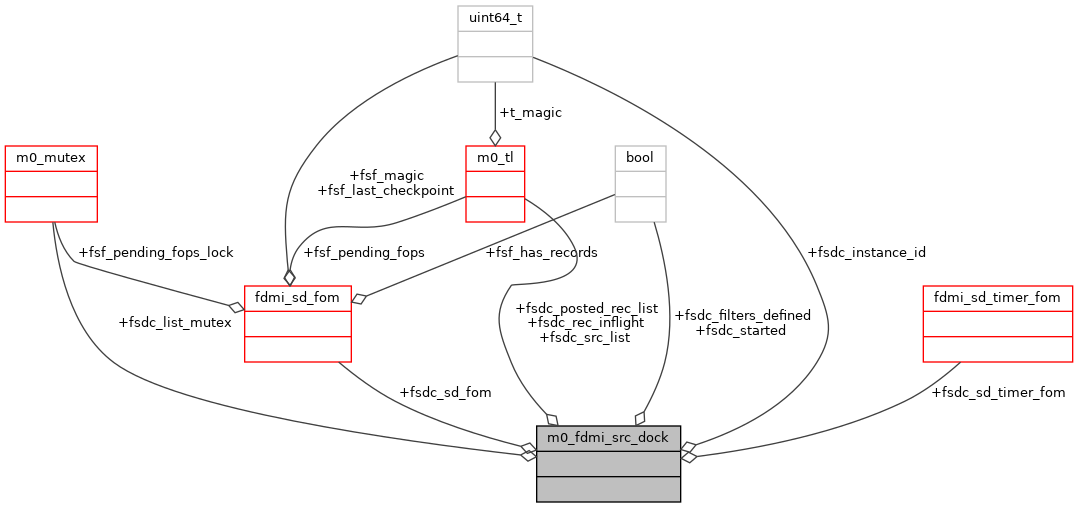 uint64_t
+t_magic
m0_mutex
m0_tl
bool
+fsf_magic
+fsf_last_checkpoint
+fsf_pending_fops_lock
+fsf_pending_fops
+fsf_has_records
+fsdc_instance_id
fdmi_sd_fom
fdmi_sd_timer_fom
+fsdc_list_mutex
+fsdc_posted_rec_list
+fsdc_rec_inflight
+fsdc_src_list
+fsdc_filters_defined
+fsdc_started
+fsdc_sd_fom
+fsdc_sd_timer_fom
m0_fdmi_src_dock